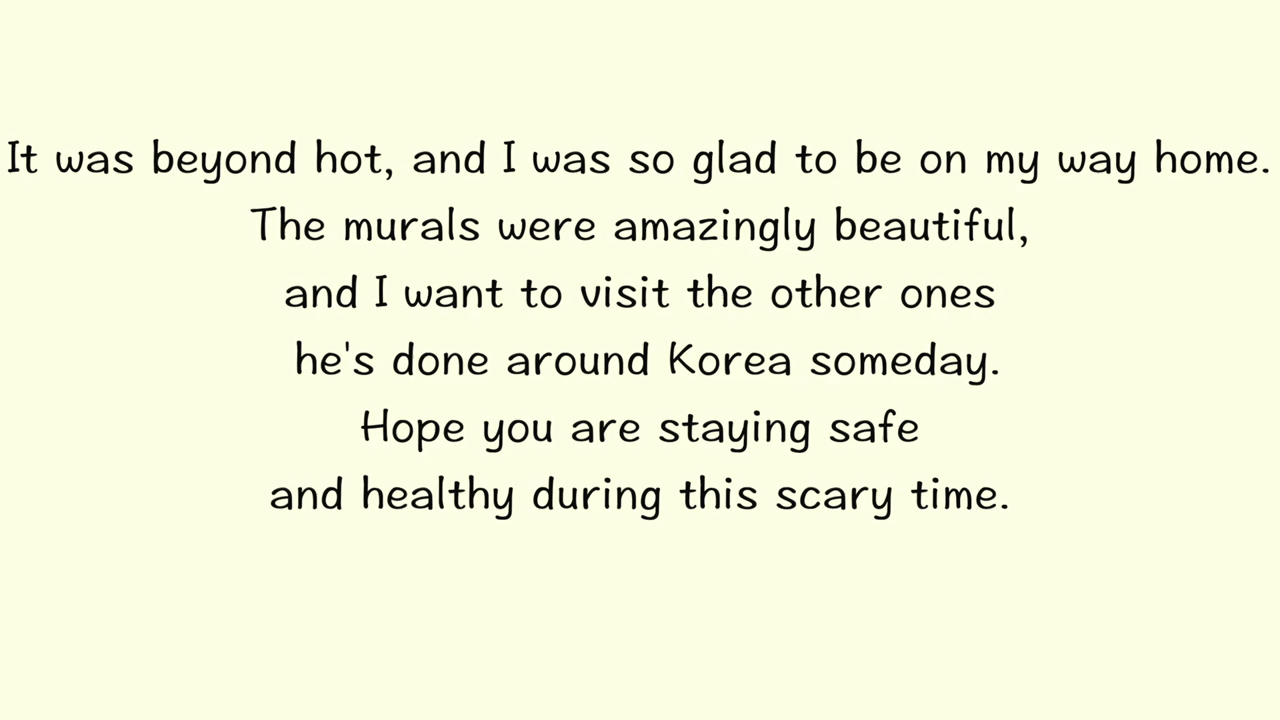 It was beyond hot, and I was so glad to be on my way home.
The murals were amazingly beautiful,
and I want to visit the other ones
he's done around Korea someday.
Hope you are staying safe
and healthy during this scary time.